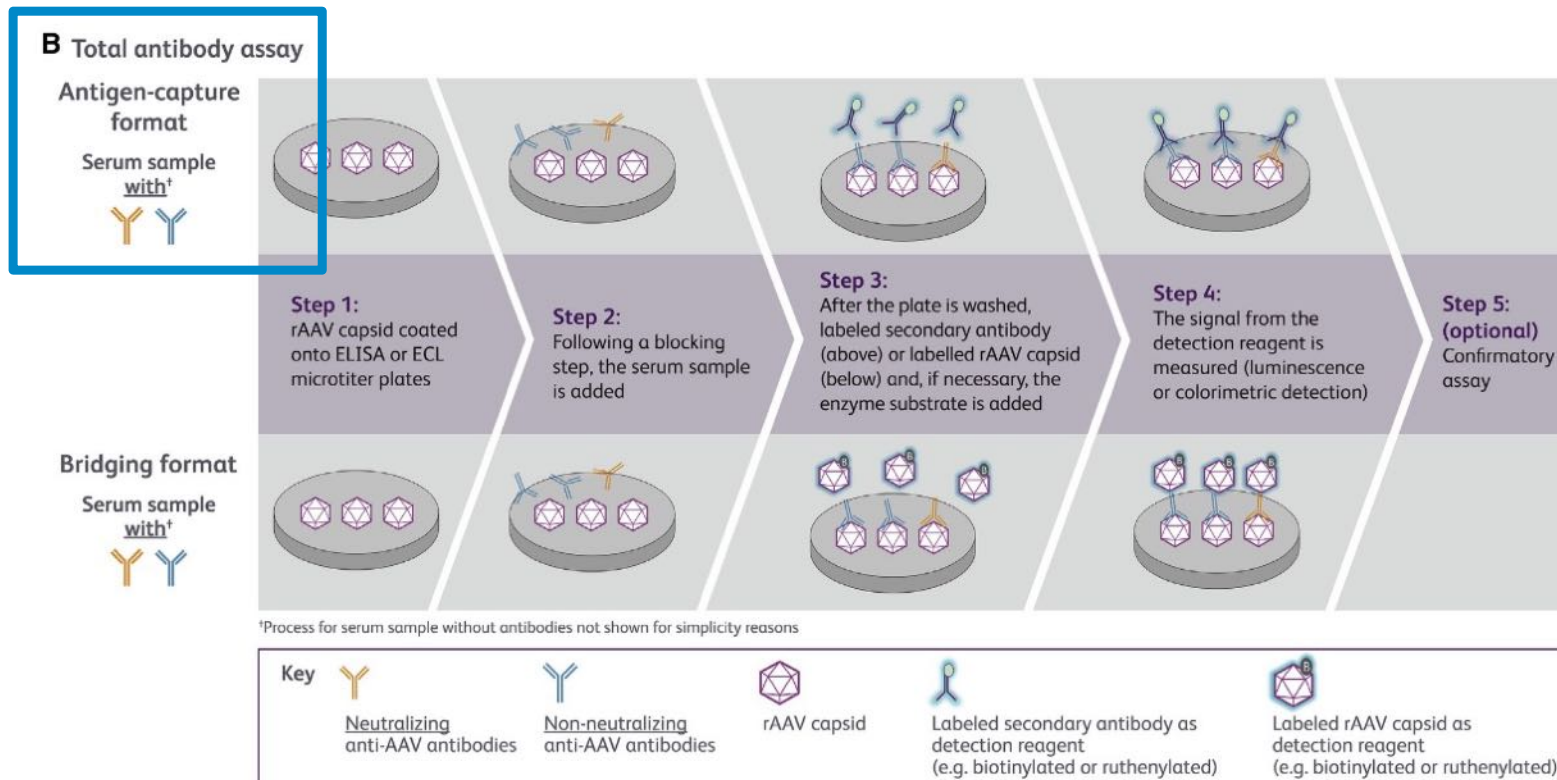 B Total antibody assay
Antigen-capture
format
Serum sample
with†
Step 1:
rAAV capsid coated
onto ELISA or ECL
microtiter plates
Step 2:
Following a blocking
step, the serum sample
is added
Step 3:
After the plate is washed,
labeled secondary antibody
(above) or labelled rAAV capsid
(below) and, if necessary, the
enzyme substrate is added
Step 4:
The signal from the
detection reagent is
measured (luminescence
or colorimetric detection)
Step 5:
(optional)
Confirmatory
assay
Bridging format
Serum sample
with†
B
B
B
B
B
B
†Process for serum sample without antibodies not shown for simplicity reasons
Key
Neutralizing
anti-AAV antibodies
Non-neutralizing
anti-AAV antibodies
rAAV capsid
Labeled secondary antibody as
detection reagent
(e.g. biotinylated or ruthenylated)
B
Labeled rAAV capsid as
detection reagent
(e.g. biotinylated or ruthenylated)